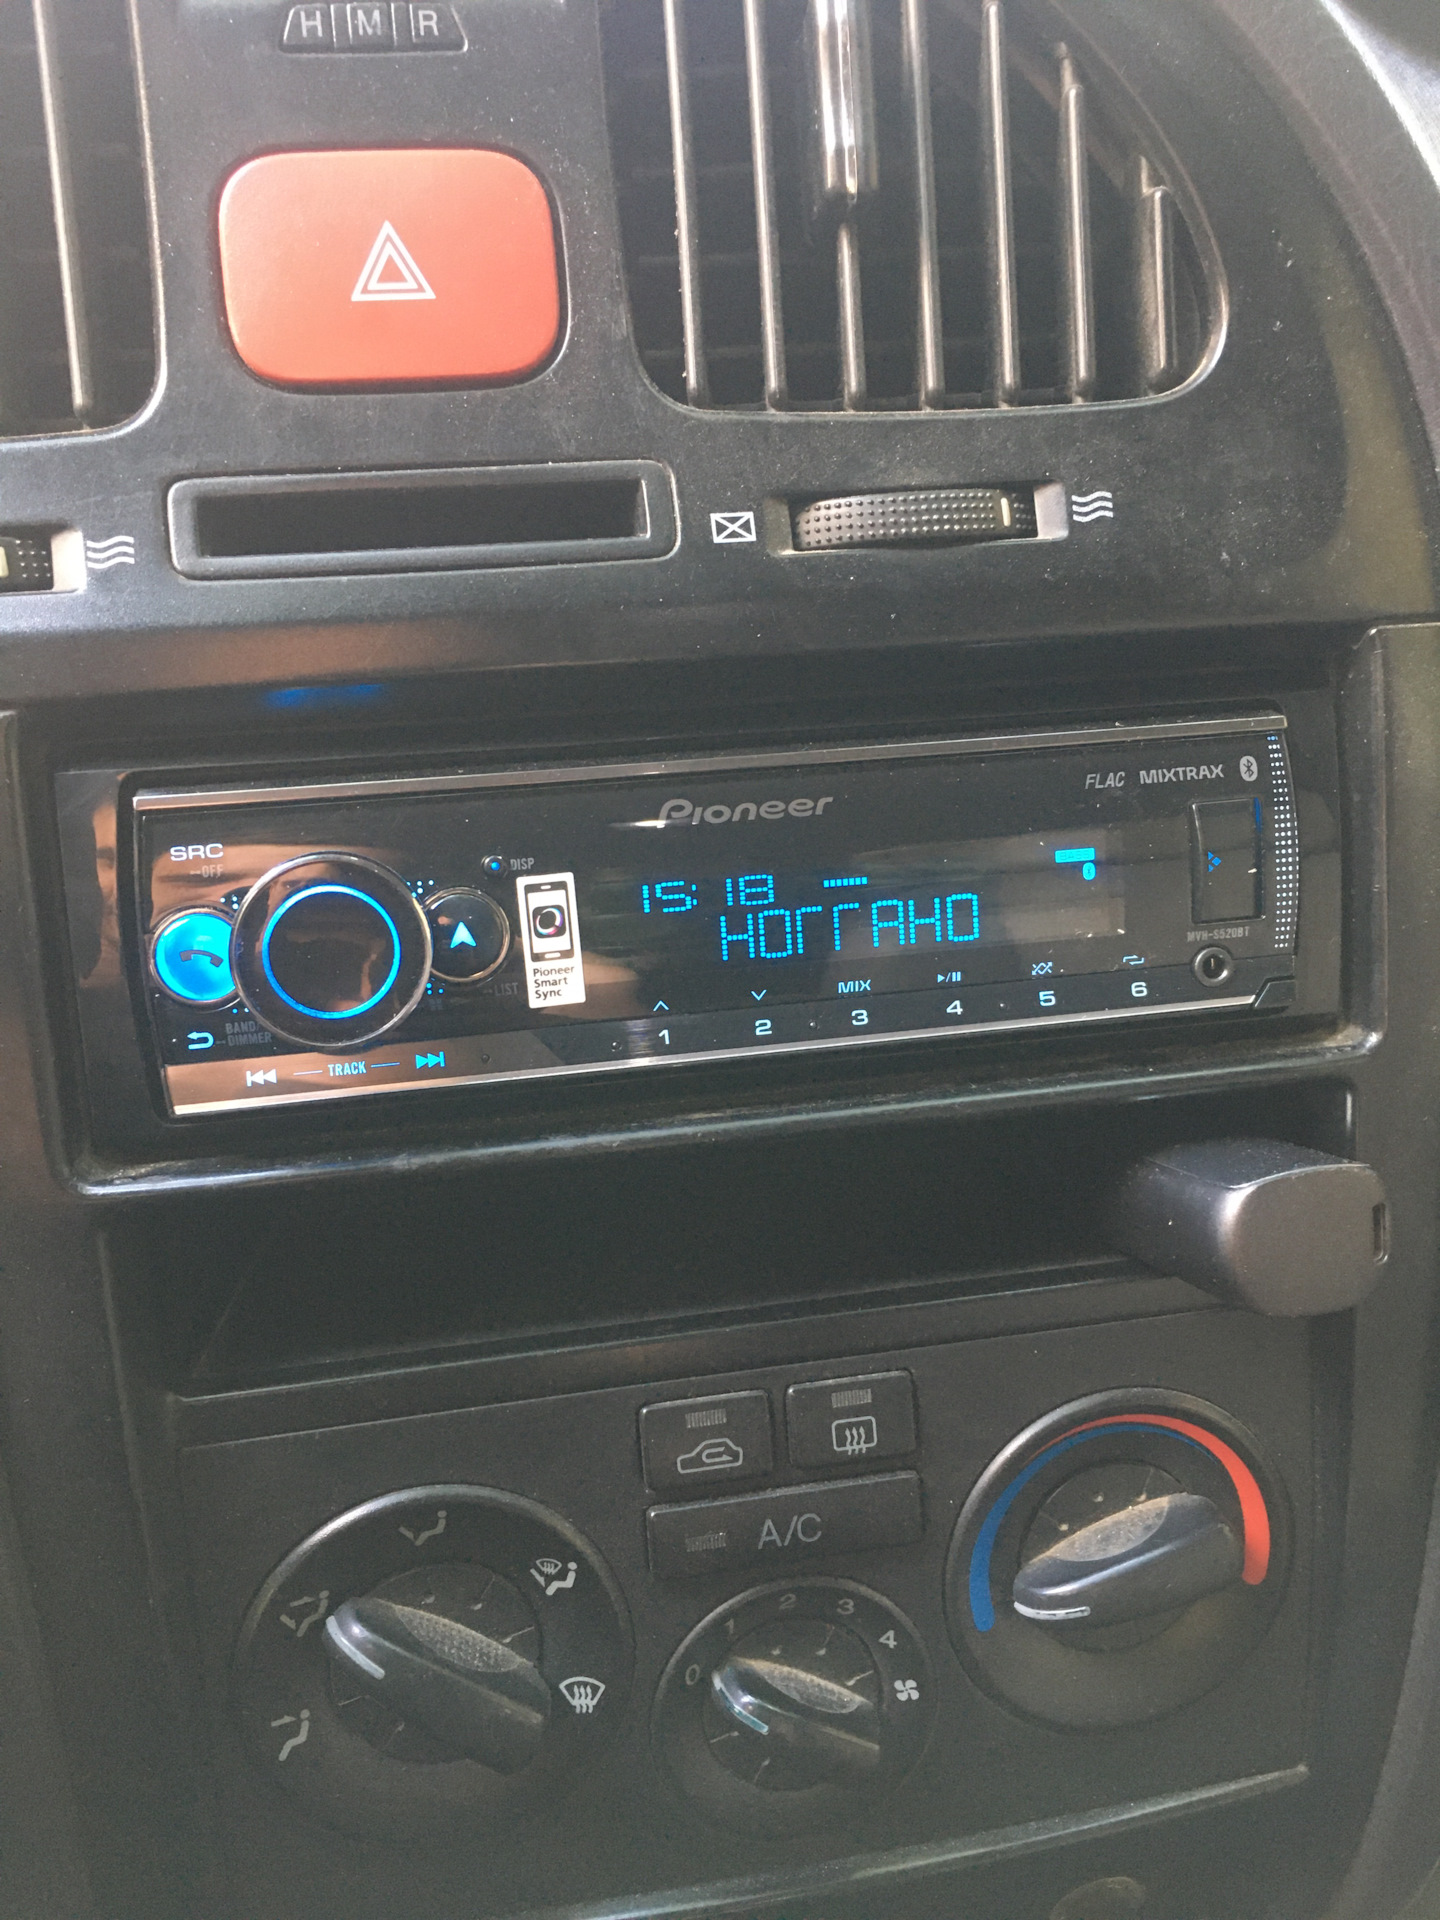 H M R
Pioneer
FLAC MIXTRAX
SRC
OFF
DISP
15:18
НОГГАНО
Pioneer
Smart
Sync
LIST
MVH-S520BT
BAND/
DIMMER
TRACK
MIX
1 2 3 4 5 6
A/C
0 1 2 3 4